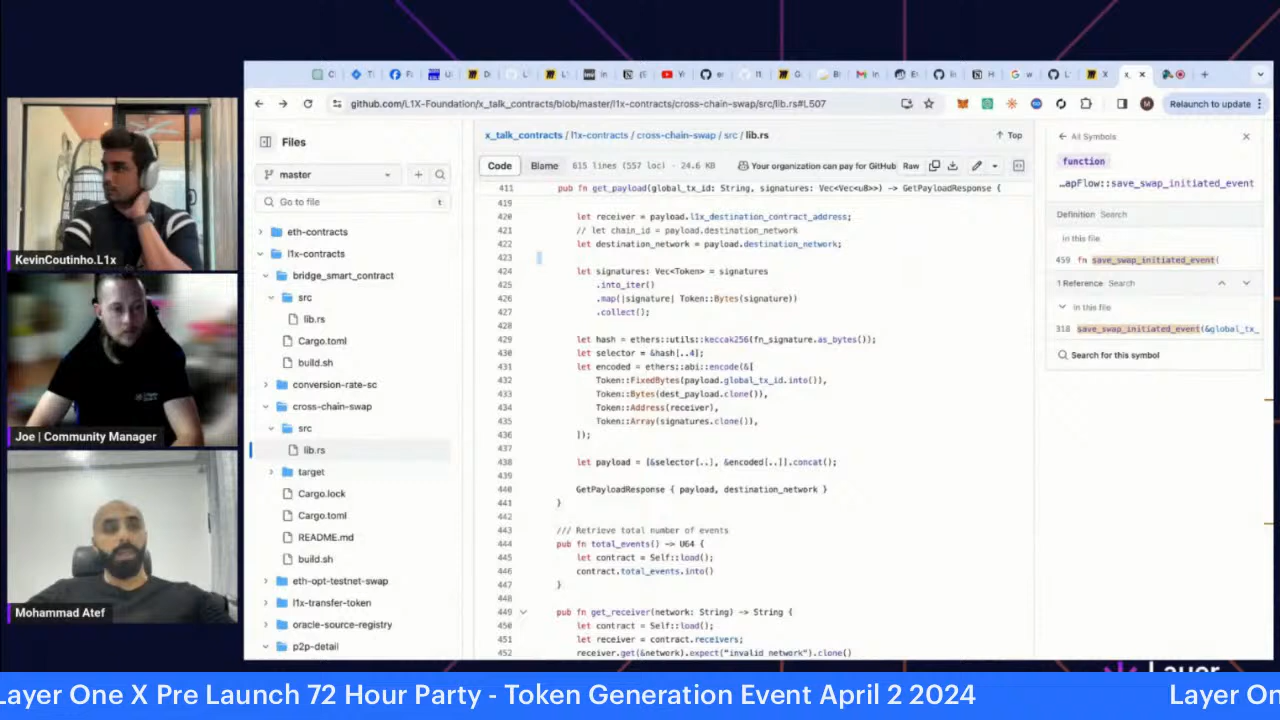 github.com/L1X-Foundation/x_talk_contracts/blob/master/l1x-contracts/cross-chain-swap/src/lib.rs#L507
Relaunch to update
KevinCoutinho.L1x
Joe | Community Manager
Mohammad Atef
Files
master
Go to file
t
eth-contracts
l1x-contracts
bridge_smart_contract
src
lib.rs
Cargo.toml
build.sh
conversion-rate-sc
cross-chain-swap
src
lib.rs
target
Cargo.lock
Cargo.toml
README.md
build.sh
eth-opt-testnet-swap
l1x-transfer-token
oracle-source-registry
p2p-detail
x_talk_contracts / l1x-contracts / cross-chain-swap / src / lib.rs
Top
Code Blame 615 lines (557 loc) · 24.6 KB Your organization can pay for GitHub Raw
411 pub fn get_payload(global_tx_id: String, signatures: Vec<Vec<u8>>) -> GetPayloadResponse {
419
420 let receiver = payload.l1x_destination_contract_address;
421 // let chain_id = payload.destination_network
422 let destination_network = payload.destination_network;
423
424 let signatures: Vec<Token> = signatures
425 .into_iter()
426 .map(|signature| Token::Bytes(signature))
427 .collect();
428
429 let hash = ethers::utils::keccak256(fn_signature.as_bytes());
430 let selector = &hash[..4];
431 let encoded = ethers::abi::encode(&[
432 Token::FixedBytes(payload.global_tx_id.into()),
433 Token::Bytes(dest_payload.clone()),
434 Token::Address(receiver),
435 Token::Array(signatures.clone()),
436 ]);
437
438 let payload = [&selector[..], &encoded[..]].concat();
439
440 GetPayloadResponse { payload, destination_network }
441 }
442
443 /// Retrieve total number of events
444 pub fn total_events() -> U64 {
445 let contract = Self::load();
446 contract.total_events.into()
447 }
448
449 pub fn get_receiver(network: String) -> String {
450 let contract = Self::load();
451 let receiver = contract.receivers;
452 receiver.get(&network).expect("invalid network").clone()
All Symbols
function
...apFlow::save_swap_initiated_event
Definition Search
in this file
459 fn save_swap_initiated_event(
1 Reference Search
in this file
318 save_swap_initiated_event(&global_tx_
Search for this symbol
Layer
Layer One X Pre Launch 72 Hour Party - Token Generation Event April 2 2024
Layer On